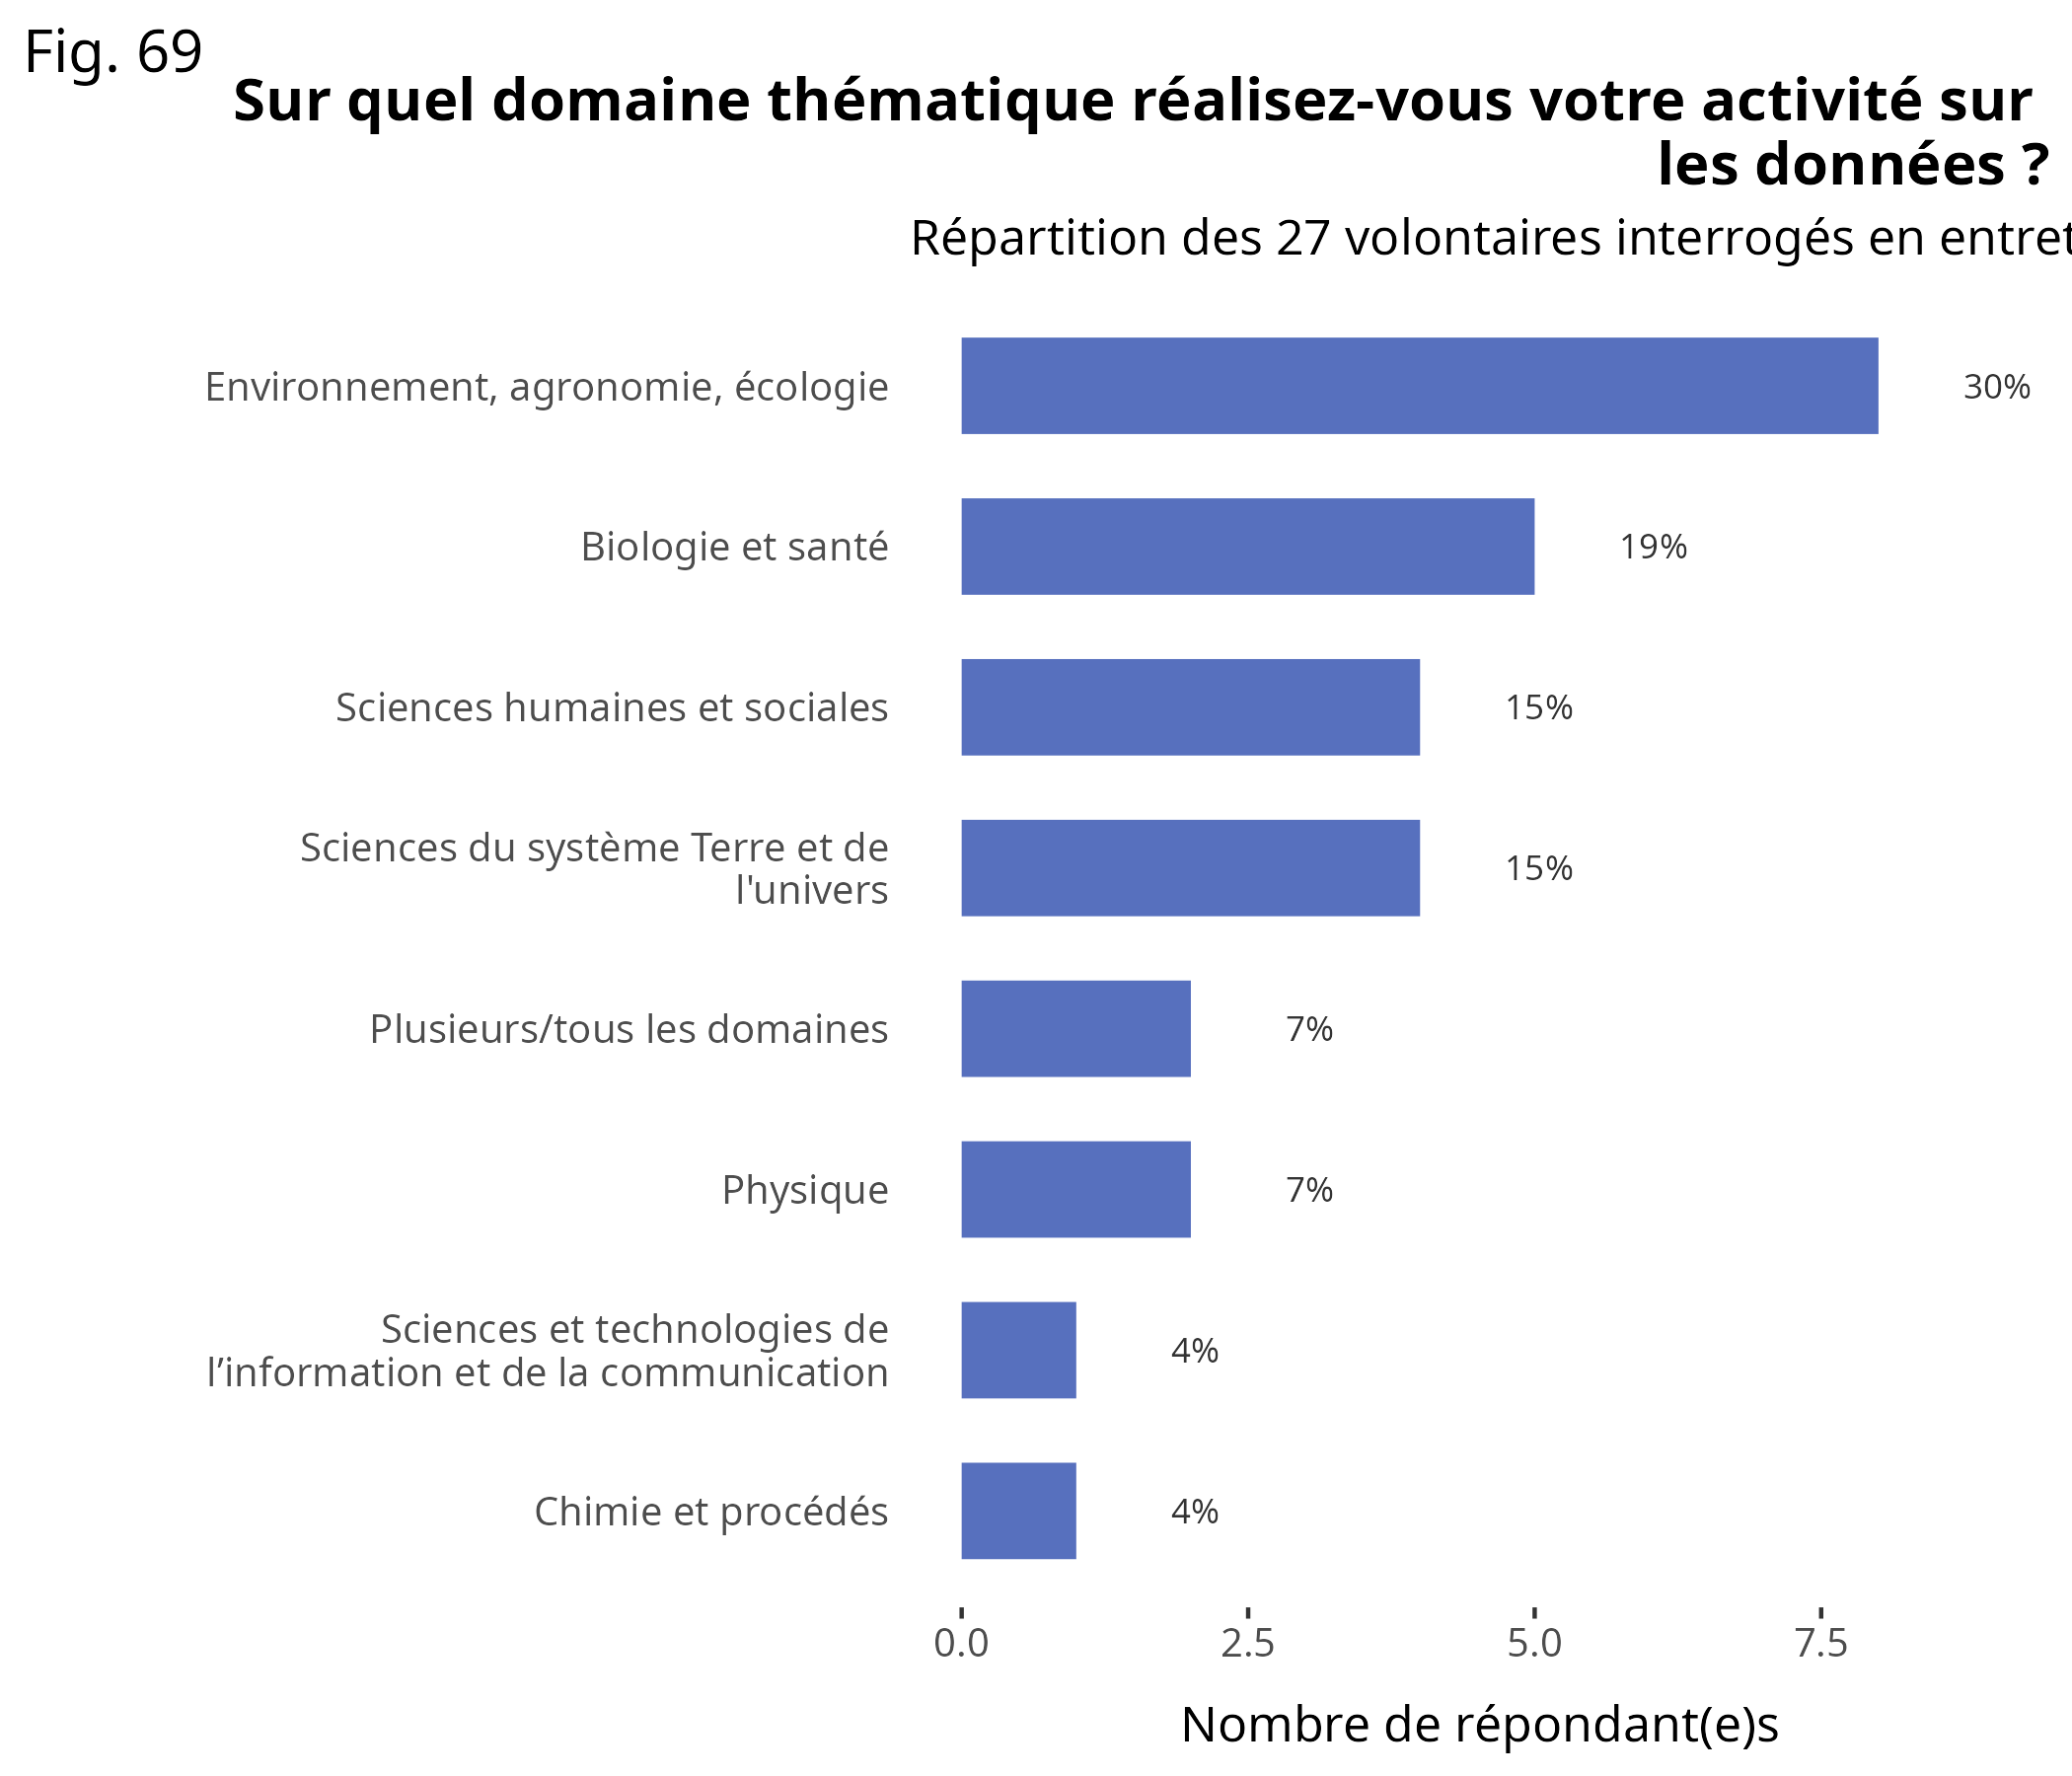 Fig. 69
Sur quel domaine thématique réalisez-vous votre activité sur
les données ?
Répartition des 27 volontaires interrogés en entret
Environnement, agronomie, écologie
30%
Biologie et santé
19%
Sciences humaines et sociales
15%
Sciences du système Terre et de
l'univers
15%
Plusieurs/tous les domaines
7%
Physique
7%
Sciences et technologies de
l’information et de la communication
4%
Chimie et procédés
4%
0.0 2.5 5.0 7.5
Nombre de répondant(e)s